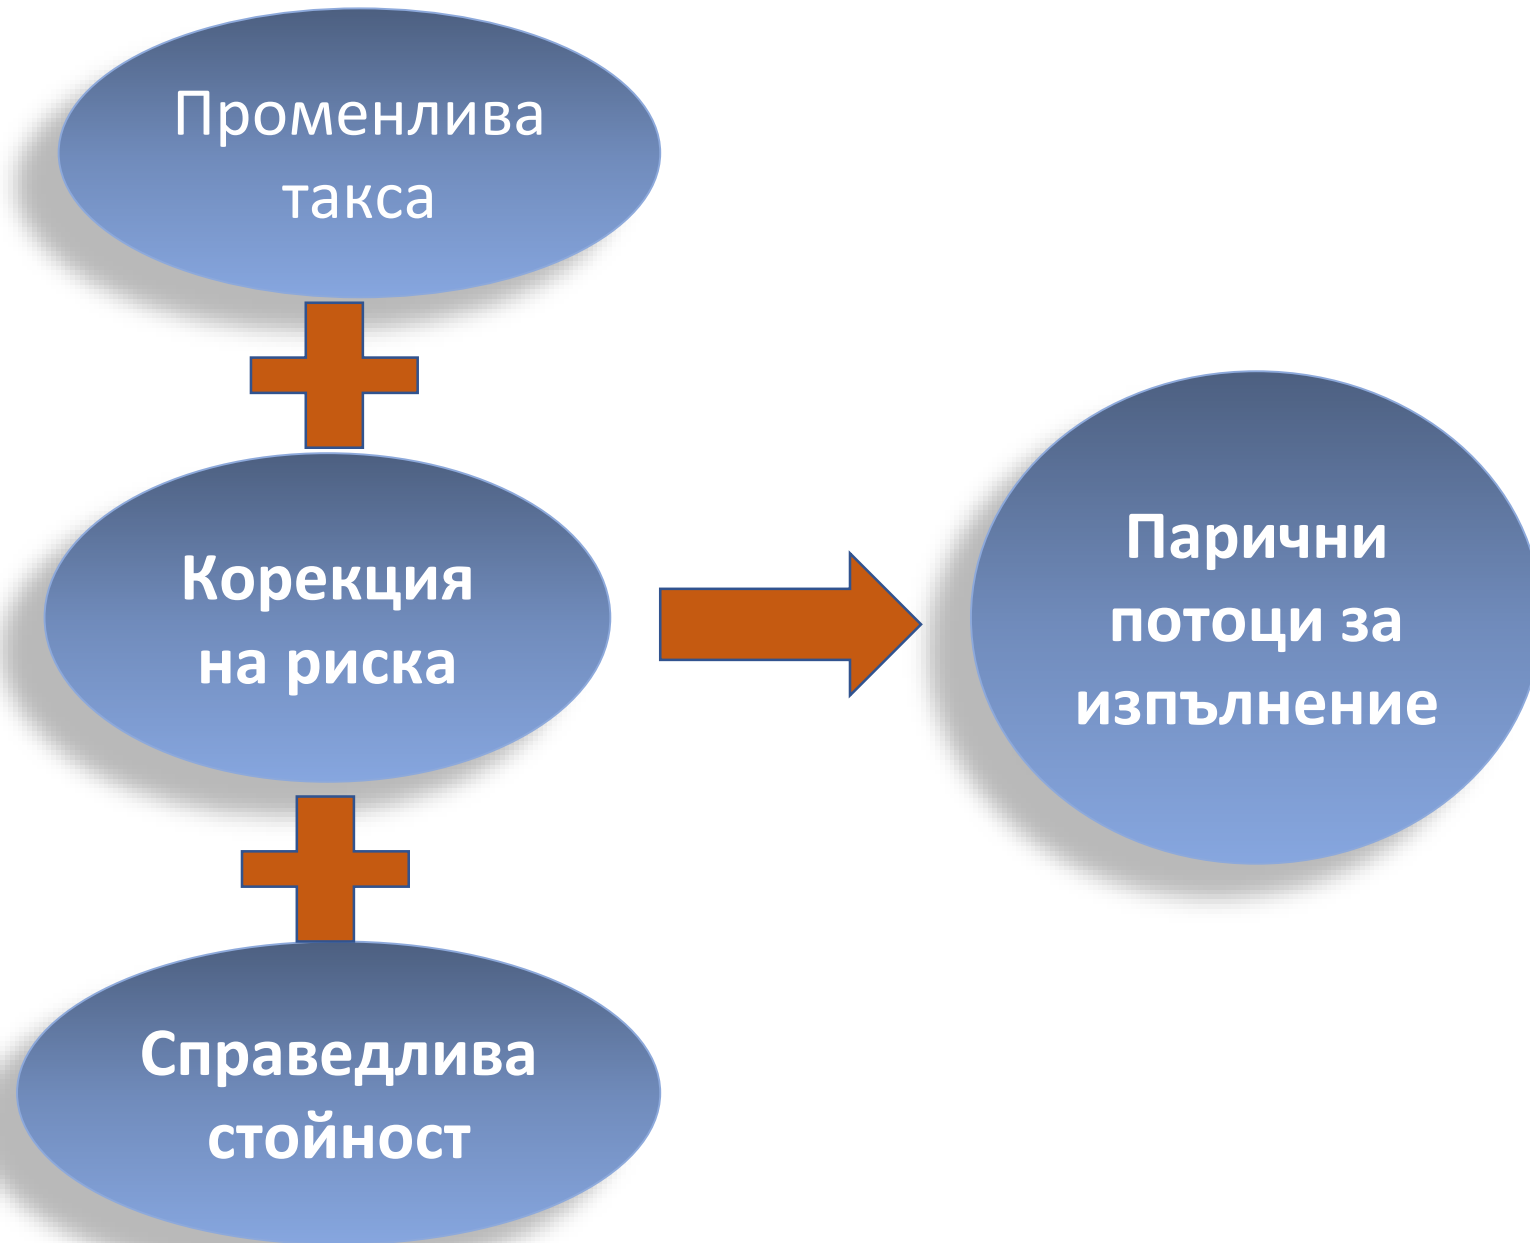 Променлива
такса
Корекция
на риска
Парични
потоци за
изпълнение
Справедлива
стойност